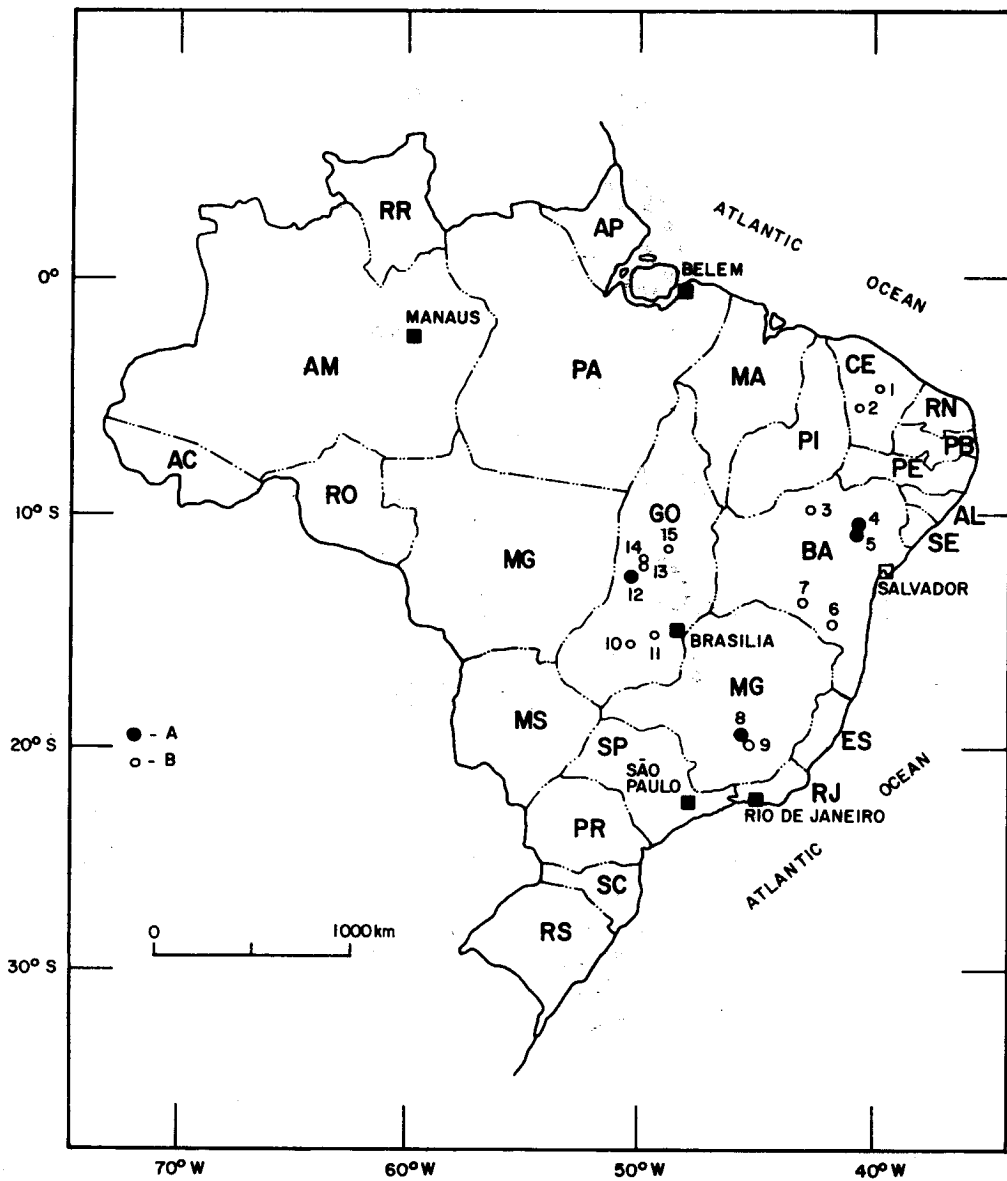 ATLANTIC
OCEAN
RR
AP
BELEM
0°
MANAUS
AM
PA
MA
CE
1
2
RN
PI
PB
PE
AC
RO
10° S
GO
3
4
AL
15
BA
5
SE
14
MG
13
12
SALVADOR
7
6
10
11
BRASILIA
MG
MS
8
- A
9
ES
20° S
- B
SP
SÃO
PAULO
RJ
OCEAN
RIO DE JANEIRO
PR
ATLANTIC
SC
0
1000 km
RS
30° S
70° W
60° W
50° W
40° W